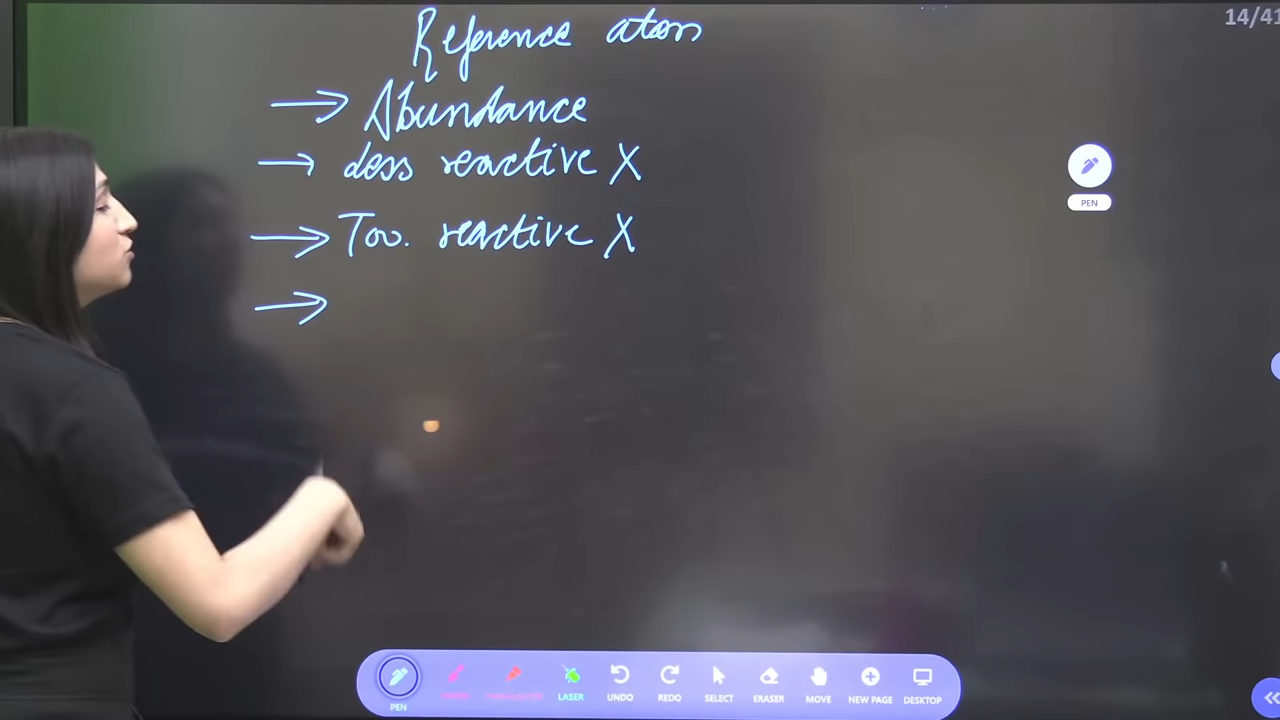 Reference atom
14/41
→ Abundance
→ Less reactive X
PEN
→ Too. reactive X
→
PEN
LASER
UNDO
REDO
SELECT
ERASER
MOVE
NEW PAGE
DESKTOP